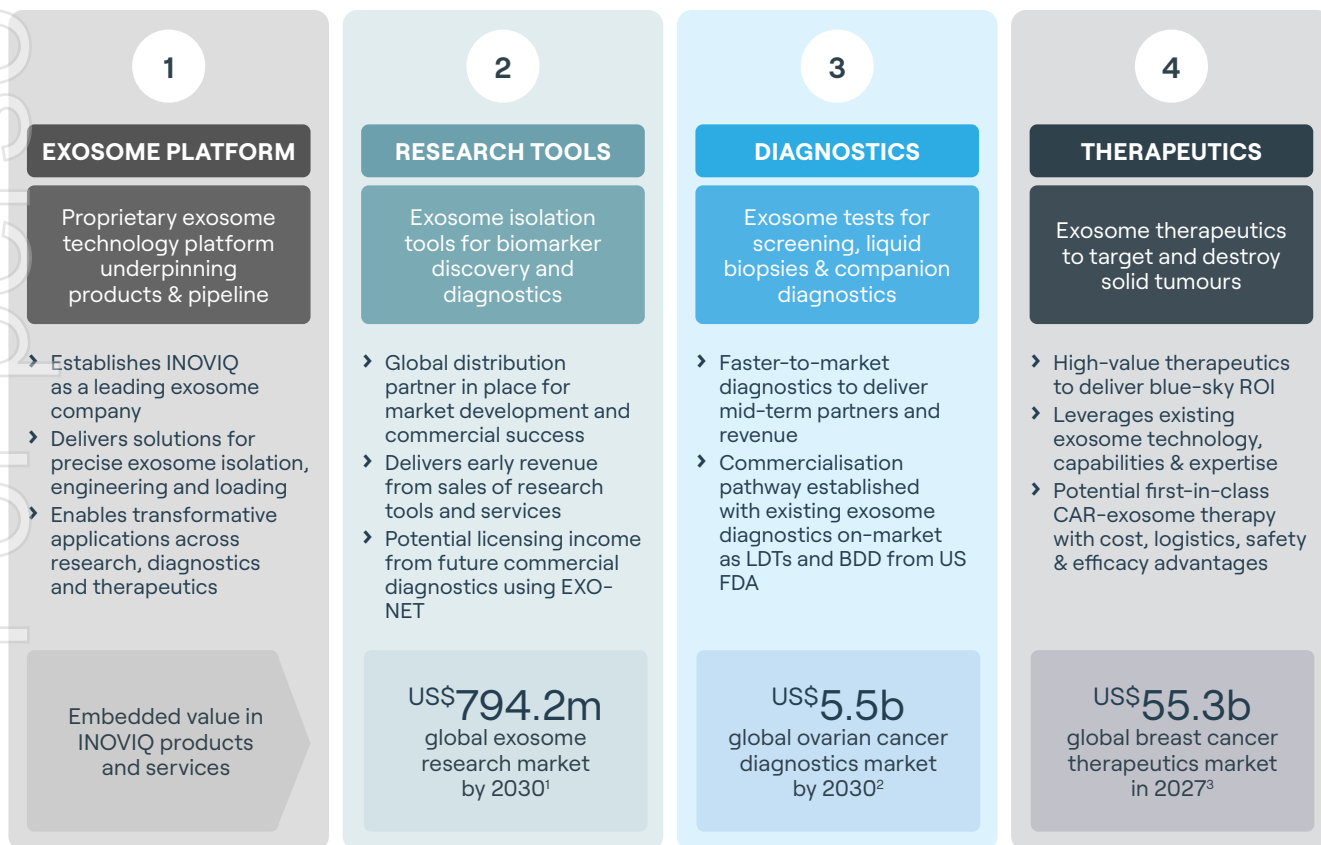 1
EXOSOME PLATFORM
Proprietary exosome
technology platform
underpinning
products & pipeline
› Establishes INOVIQ
as a leading exosome
company
› Delivers solutions for
precise exosome isolation,
engineering and loading
› Enables transformative
applications across
research, diagnostics
and therapeutics
Embedded value in
INOVIQ products
and services
2
RESEARCH TOOLS
Exosome isolation
tools for biomarker
discovery and
diagnostics
› Global distribution
partner in place for
market development and
commercial success
› Delivers early revenue
from sales of research
tools and services
› Potential licensing income
from future commercial
diagnostics using EXO-
NET
US$794.2m
global exosome
research market
by 2030¹
3
DIAGNOSTICS
Exosome tests for
screening, liquid
biopsies & companion
diagnostics
› Faster-to-market
diagnostics to deliver
mid-term partners and
revenue
› Commercialisation
pathway established
with existing exosome
diagnostics on-market
as LDTs and BDD from US
FDA
US$5.5b
global ovarian cancer
diagnostics market
by 2030²
4
THERAPEUTICS
Exosome therapeutics
to target and destroy
solid tumours
› High-value therapeutics
to deliver blue-sky ROI
› Leverages existing
exosome technology,
capabilities & expertise
› Potential first-in-class
CAR-exosome therapy
with cost, logistics, safety
& efficacy advantages
US$55.3b
global breast cancer
therapeutics market
in 2027³